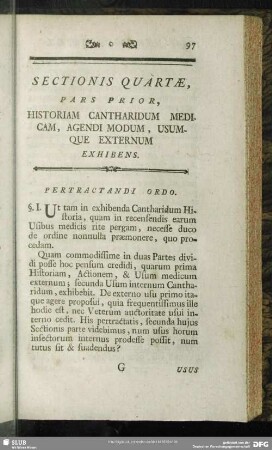 97
SECTIONIS QUARTÆ,
PARS PRIOR,
HISTORIAM CANTHARIDUM MEDI-
CAM, AGENDI MODUM, USUM-
QUE EXTERNUM
EXHIBENS.
PERTRACTANDI ORDO.
§. I. Ut tam in exhibenda Cantharidum Hi-
storia, quam in recensendis earum
Usibus medicis rite pergam, necesse duco
de ordine nonnulla præmonere, quo pro-
cedam.
Quam commodissime in duas Partes divi-
di posse hoc pensum credidi, quarum prima
Historiam, Actionem, & Usum medicum
externum; secunda Usum internum Cantha-
ridum, exhibebit. De externo usu primo ita-
que agere proposui, quia frequentissimus ille
hodie est, nec Veterum auctoritate usui in-
terno cedit. His pertractatis, secunda hujus
Sectionis parte videbimus, num usus horum
insectorum internus prodesse possit, num
tutus sit & suadendus?
G USUS
SLUB
DFG